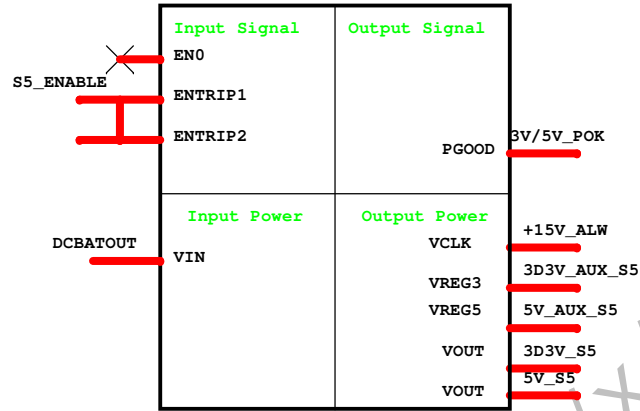 Input Signal Output Signal
EN0
S5_ENABLE
ENTRIP1
ENTRIP2
3V/5V_POK
PGOOD
Input Power Output Power
+15V_ALW
DCBATOUT
VCLK
VIN
3D3V_AUX_S5
VREG3
VREG5 5V_AUX_S5
VOUT 3D3V_S5
5V_S5
VOUT